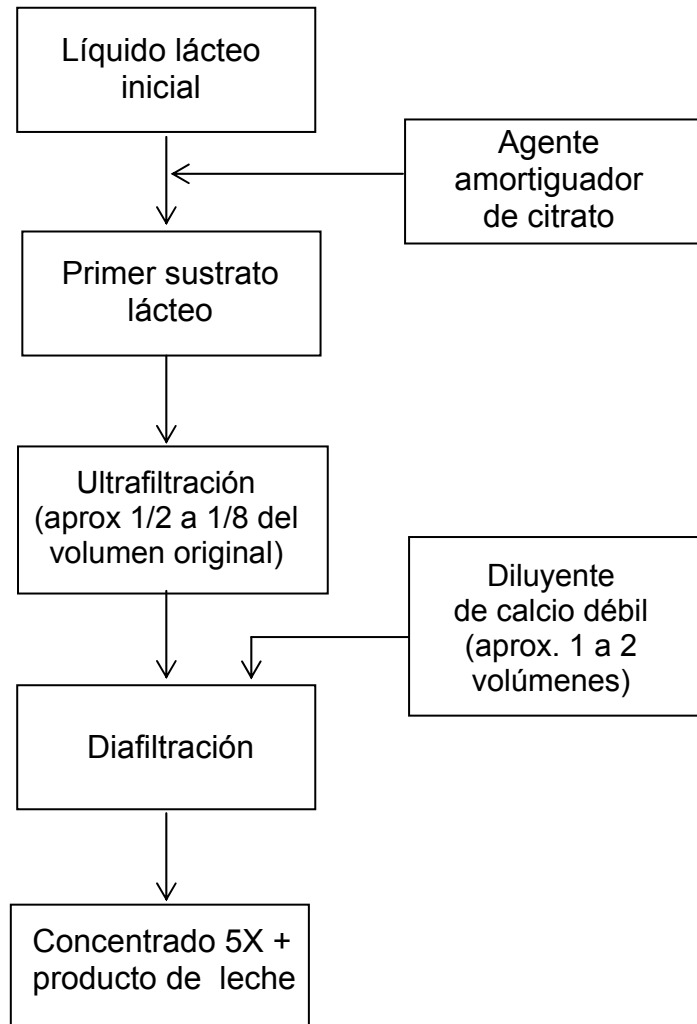 Líquido lácteo
inicial
Agente
amortiguador
de citrato
Primer sustrato
lácteo
Ultrafiltración
(aprox 1/2 a 1/8 del
volumen original)
Diluyente
de calcio débil
(aprox. 1 a 2
volúmenes)
Diafiltración
Concentrado 5X +
producto de leche